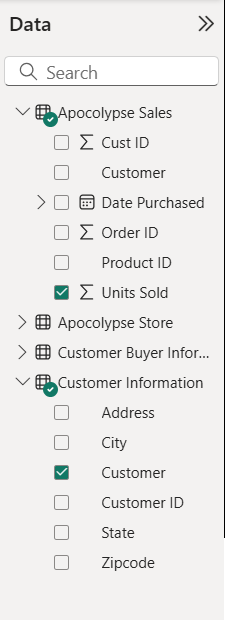 Data
Search
Apocolypse Sales
Σ Cust ID
Customer
Date Purchased
Σ Order ID
Product ID
Σ Units Sold
Apocolypse Store
Customer Buyer Infor...
Customer Information
Address
City
Customer
Customer ID
State
Zipcode